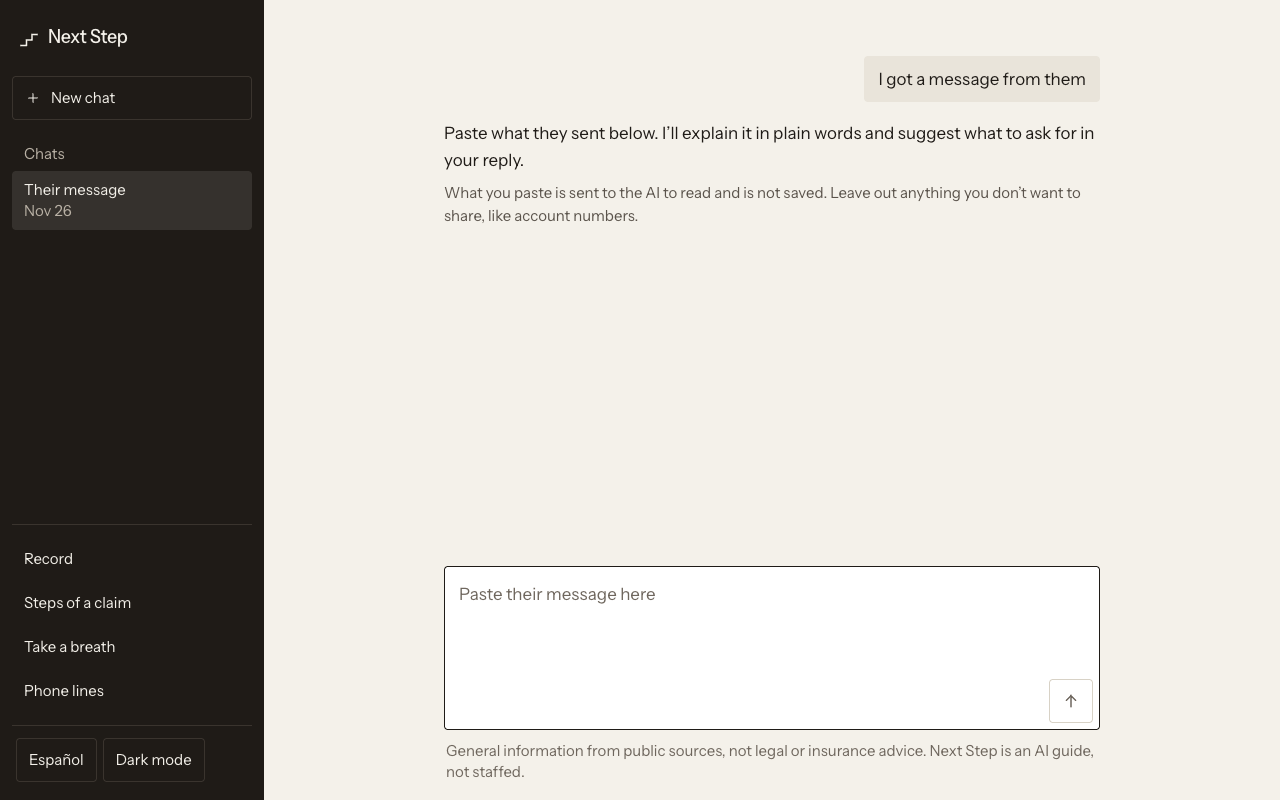 Next Step
New chat
Chats
Their message
Nov 26
Record
Steps of a claim
Take a breath
Phone lines
Español
Dark mode
I got a message from them
Paste what they sent below. I’ll explain it in plain words and suggest what to ask for in
your reply.
What you paste is sent to the AI to read and is not saved. Leave out anything you don’t want to
share, like account numbers.
Paste their message here
General information from public sources, not legal or insurance advice. Next Step is an AI guide,
not staffed.